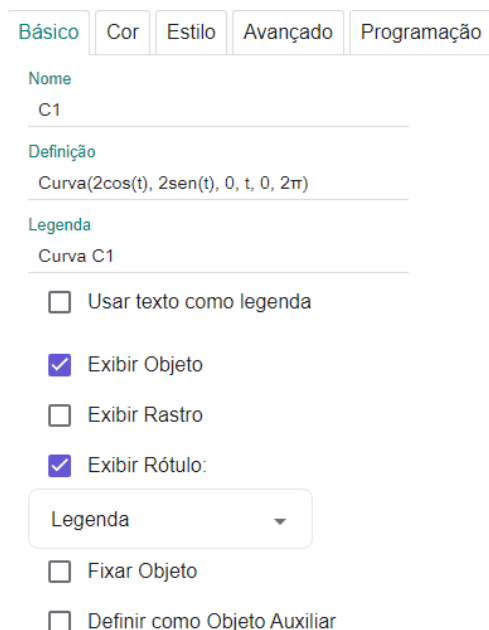 Básico Cor Estilo Avançado Programação
Nome
C1
Definição
Curva(2cos(t), 2sen(t), 0, t, 0, 2π)
Legenda
Curva C1
Usar texto como legenda
Exibir Objeto
Exibir Rastro
Exibir Rótulo:
Legenda
Fixar Objeto
Definir como Objeto Auxiliar